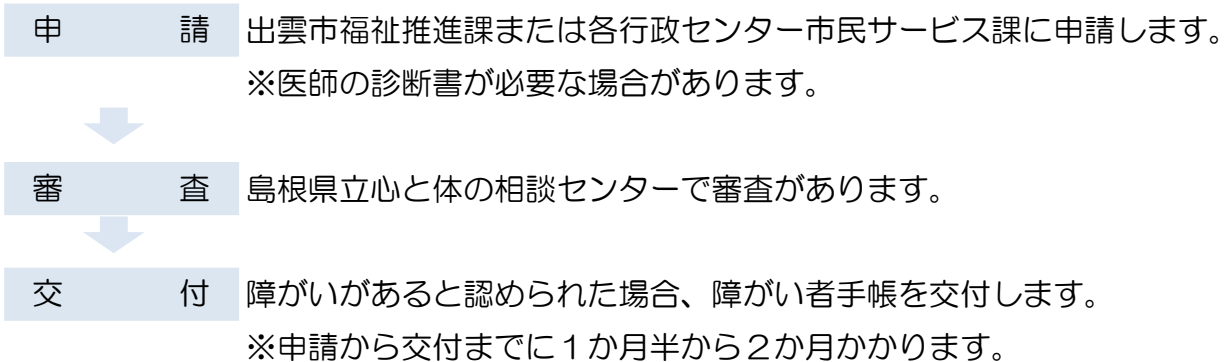 申請 出雲市福祉推進課または各行政センター市民サービス課に申請します。
※医師の診断書が必要な場合があります。
審査 島根県立心と体の相談センターで審査があります。
交付 障がいがあると認められた場合、障がい者手帳を交付します。
※申請から交付までに１か月半から２か月かかります。